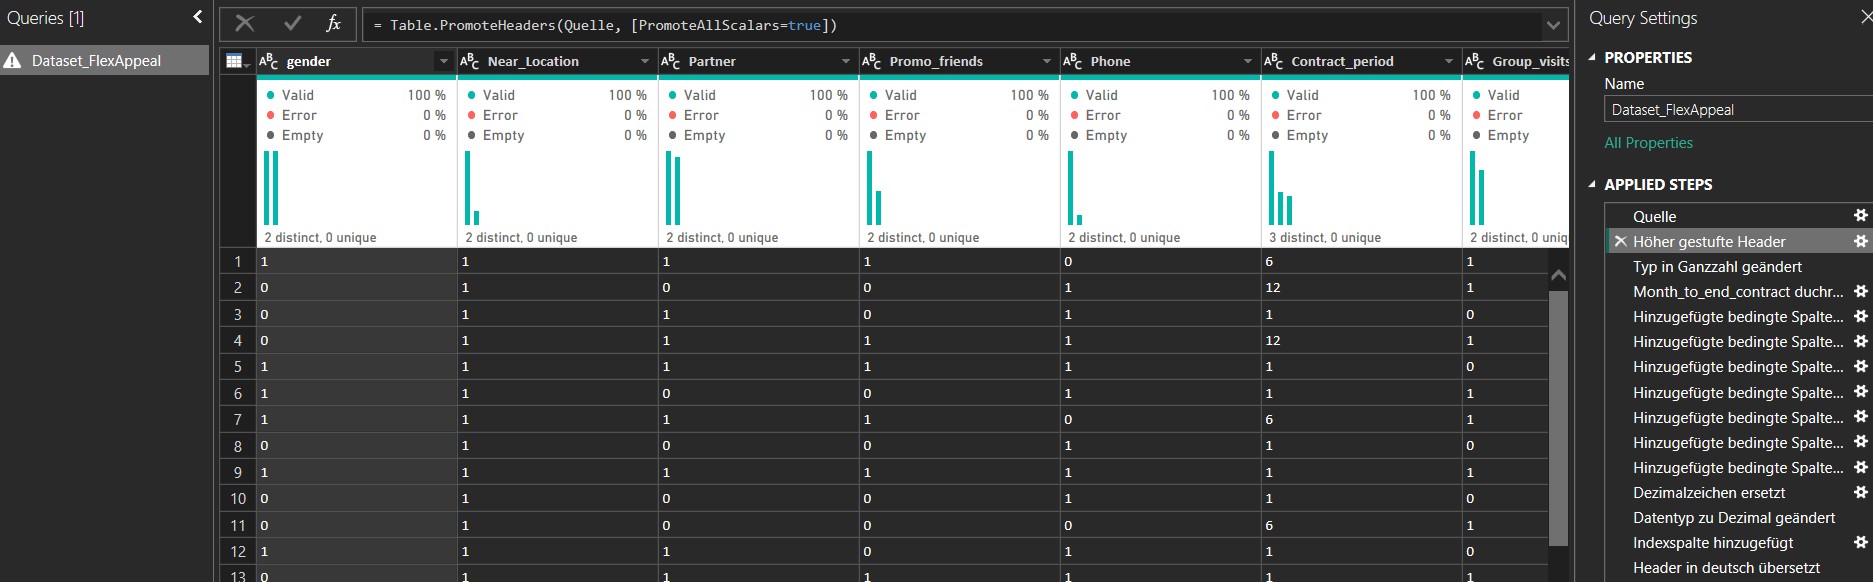 Queries [1]
Dataset_FlexAppeal
fx
= Table.PromoteHeaders(Quelle, [PromoteAllScalars=true])
ABC gender ABC Near_Location ABC Partner ABC Promo_friends ABC Phone ABC Contract_period ABC Group_visits
Valid 100 % Valid 100 % Valid 100 % Valid 100 % Valid 100 % Valid 100 % Valid
Error 0 % Error 0 % Error 0 % Error 0 % Error 0 % Error 0 % Error
Empty 0 % Empty 0 % Empty 0 % Empty 0 % Empty 0 % Empty 0 % Empty
2 distinct, 0 unique 2 distinct, 0 unique 2 distinct, 0 unique 2 distinct, 0 unique 2 distinct, 0 unique 3 distinct, 0 unique 2 distinct, 0 uniq
1 1 1 1 1 0 6 1
2 0 1 0 0 1 12 1
3 0 1 1 0 1 1 0
4 0 1 1 1 1 12 1
5 1 1 1 1 1 1 0
6 1 1 0 0 1 1 1
7 1 1 1 1 0 6 1
8 0 1 0 0 1 1 0
9 1 1 1 1 1 1 1
10 0 1 0 0 1 1 0
11 0 1 0 0 0 6 1
12 1 1 1 0 1 1 0
13 0 1 1 1 1 1 1
Query Settings
PROPERTIES
Name
Dataset_FlexAppeal
All Properties
APPLIED STEPS
Quelle
Höher gestufte Header
Typ in Ganzzahl geändert
Month_to_end_contract duchr...
Hinzugefügte bedingte Spalte...
Hinzugefügte bedingte Spalte...
Hinzugefügte bedingte Spalte...
Hinzugefügte bedingte Spalte...
Hinzugefügte bedingte Spalte...
Hinzugefügte bedingte Spalte...
Hinzugefügte bedingte Spalte...
Dezimalzeichen ersetzt
Datentyp zu Dezimal geändert
Indexspalte hinzugefügt
Header in deutsch übersetzt